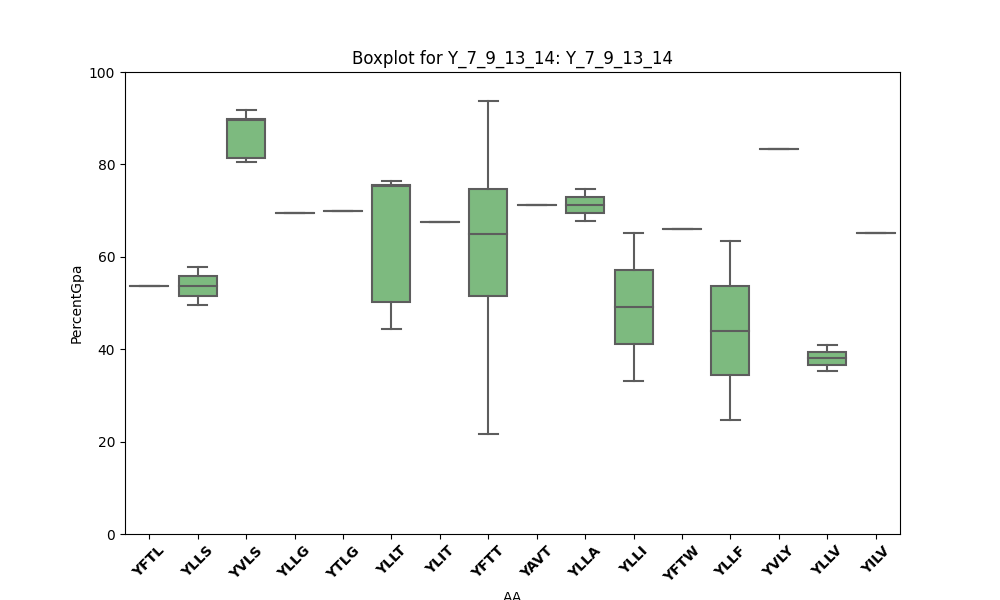 Boxplot for Y_7_9_13_14: Y_7_9_13_14
100
80
60
40
20
0
PercentGpa
YFTL YLLS YVLS YLLG YTLG YLLT YLIT YFTT YAVT YLLA YLLI YFTW YLLF YVLY YLLV YILV
AA